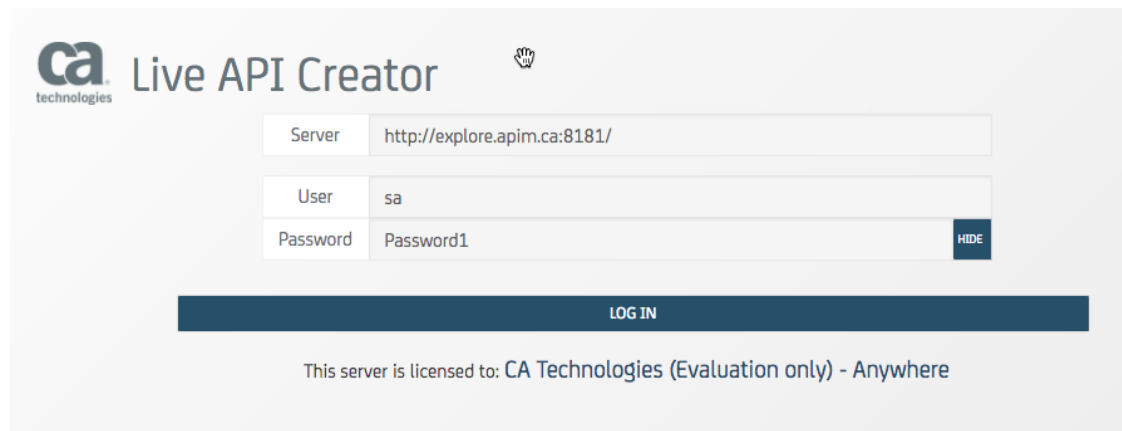 ca.
technologies
Live API Creator
Server http://explore.apim.ca:8181/
User sa
Password Password1 HIDE
LOG IN
This server is licensed to: CA Technologies (Evaluation only) - Anywhere